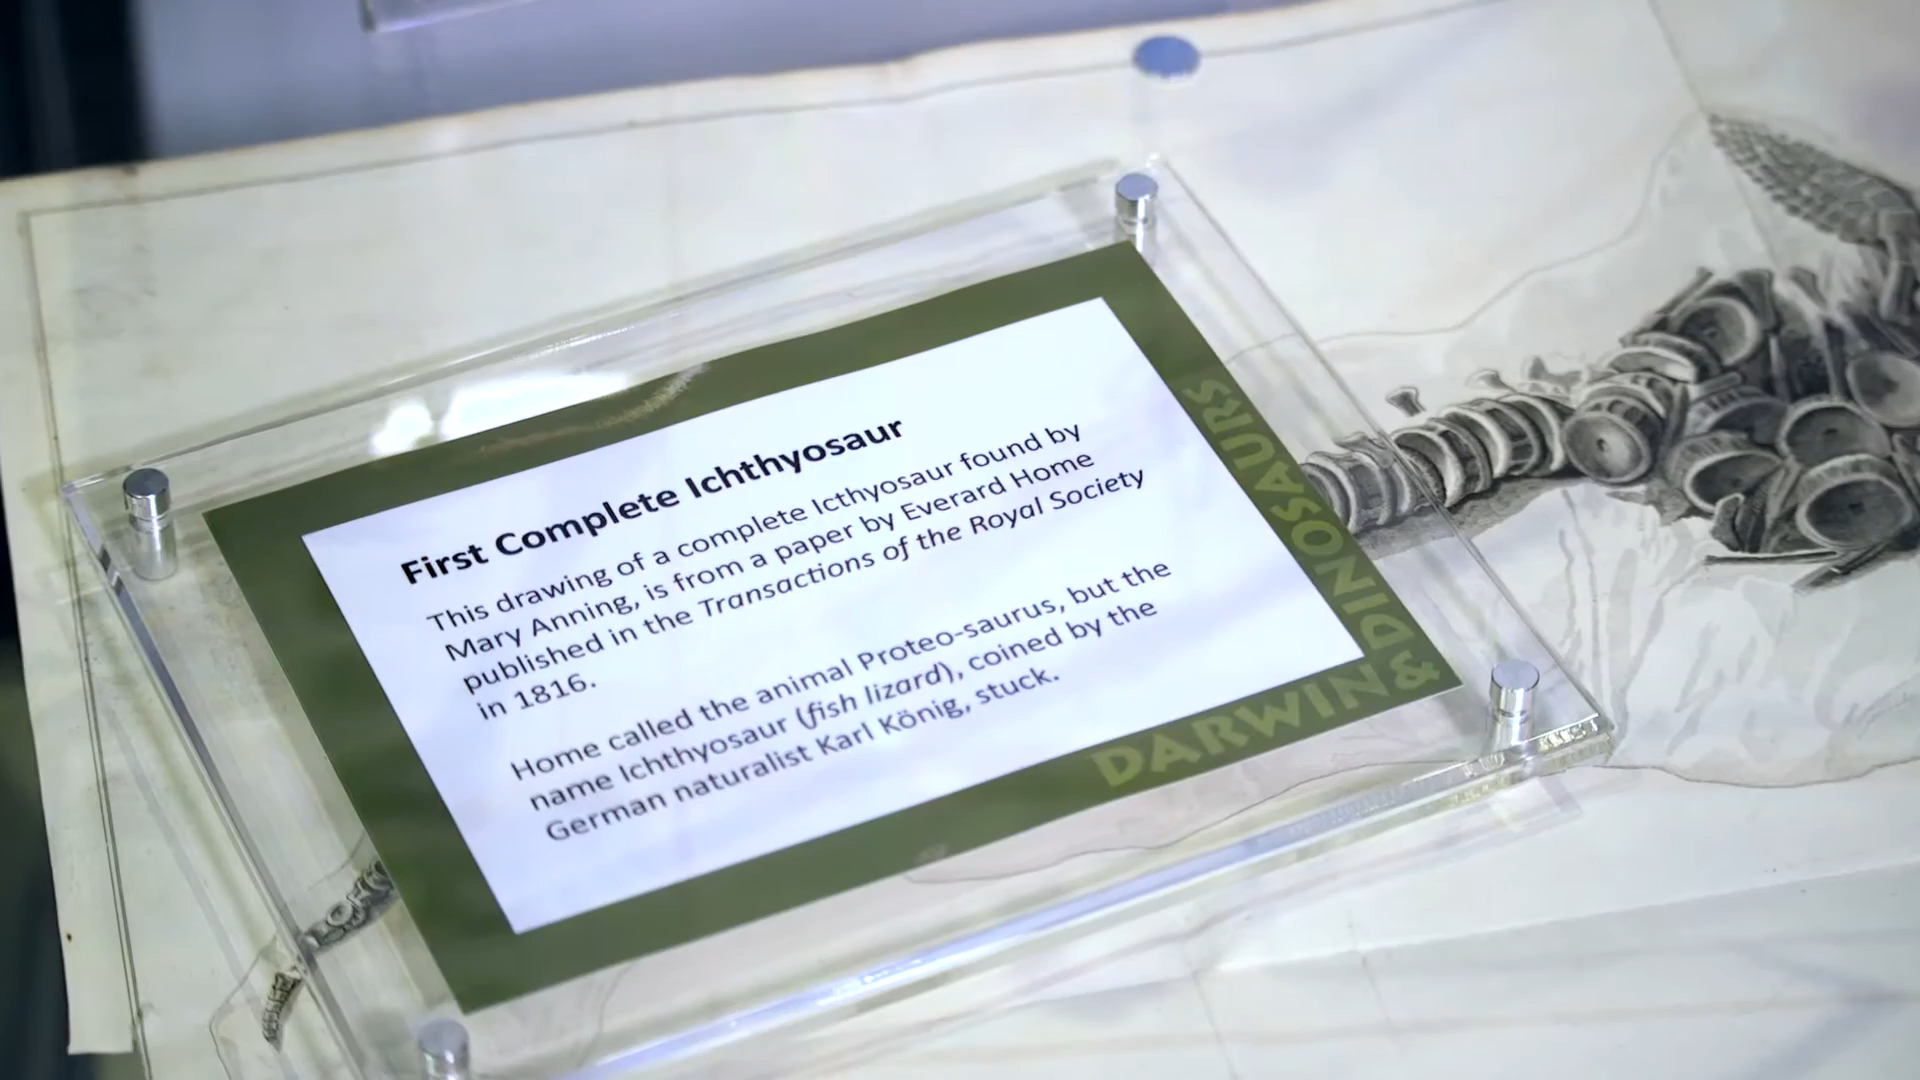 First Complete Ichthyosaur
This drawing of a complete Icthyosaur found by
Mary Anning, is from a paper by Everard Home
published in the Transactions of the Royal Society
in 1816.
Home called the animal Proteo-saurus, but the
name Ichthyosaur (fish lizard), coined by the
German naturalist Karl König, stuck.
DARWIN & DINOSAURS